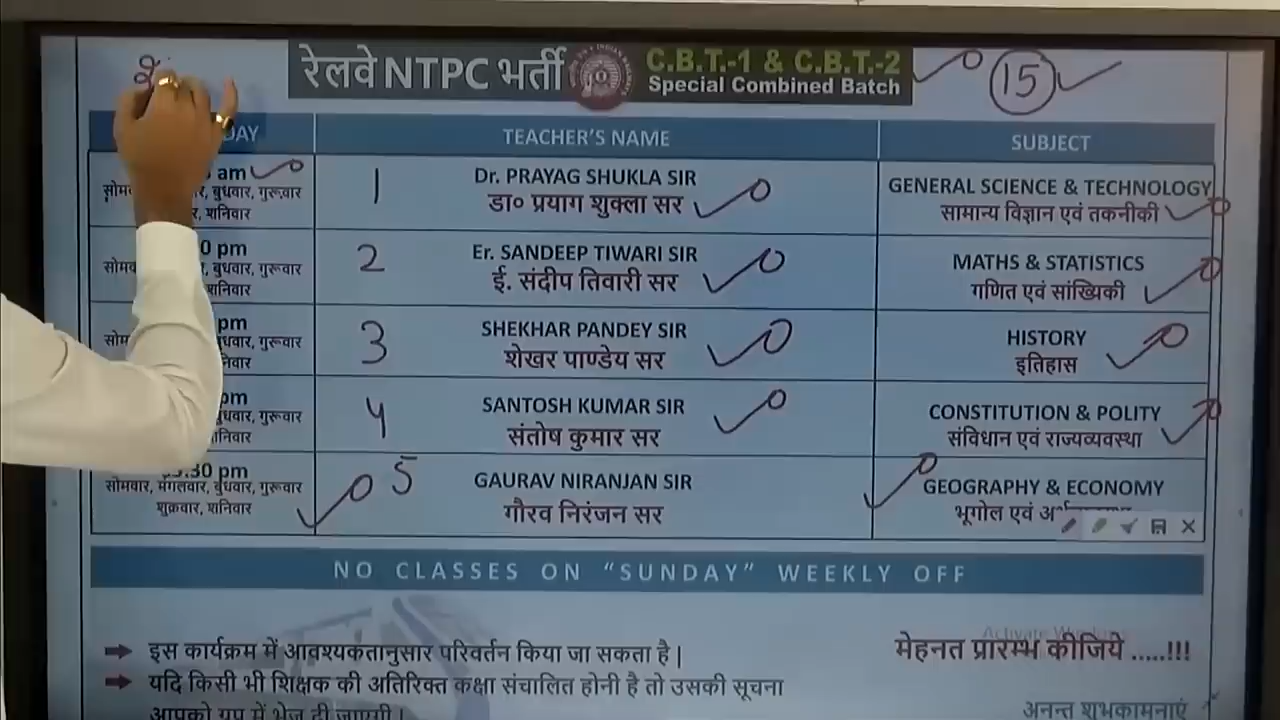 रेलवे NTPC भर्ती
C.B.T.-1 & C.B.T.-2
Special Combined Batch
15
DAY
TEACHER'S NAME
SUBJECT
am
बुधवार, गुरूवार
शनिवार
1
Dr. PRAYAG SHUKLA SIR
डा० प्रयाग शुक्ला सर
GENERAL SCIENCE & TECHNOLOGY
सामान्य विज्ञान एवं तकनीकी
pm
बुधवार, गुरूवार
शनिवार
2
Er. SANDEEP TIWARI SIR
ई. संदीप तिवारी सर
MATHS & STATISTICS
गणित एवं सांख्यिकी
pm
गुरूवार
3
SHEKHAR PANDEY SIR
शेखर पाण्डेय सर
HISTORY
इतिहास
pm
गुरूवार
4
SANTOSH KUMAR SIR
संतोष कुमार सर
CONSTITUTION & POLITY
संविधान एवं राज्यव्यवस्था
pm
सोमवार, मंगलवार, बुधवार, गुरूवार
शुक्रवार, शनिवार
5
GAURAV NIRANJAN SIR
गौरव निरंजन सर
GEOGRAPHY & ECONOMY
भूगोल एवं
NO CLASSES ON "SUNDAY" WEEKLY OFF
इस कार्यक्रम में आवश्यकतानुसार परिवर्तन किया जा सकता है |
मेहनत प्रारम्भ कीजिये .....!!!
यदि किसी भी शिक्षक की अतिरिक्त कक्षा संचालित होनी है तो उसकी सूचना
आपको ग्रुप में भेज दी जाएगी |
अनन्त शुभकामनाएं